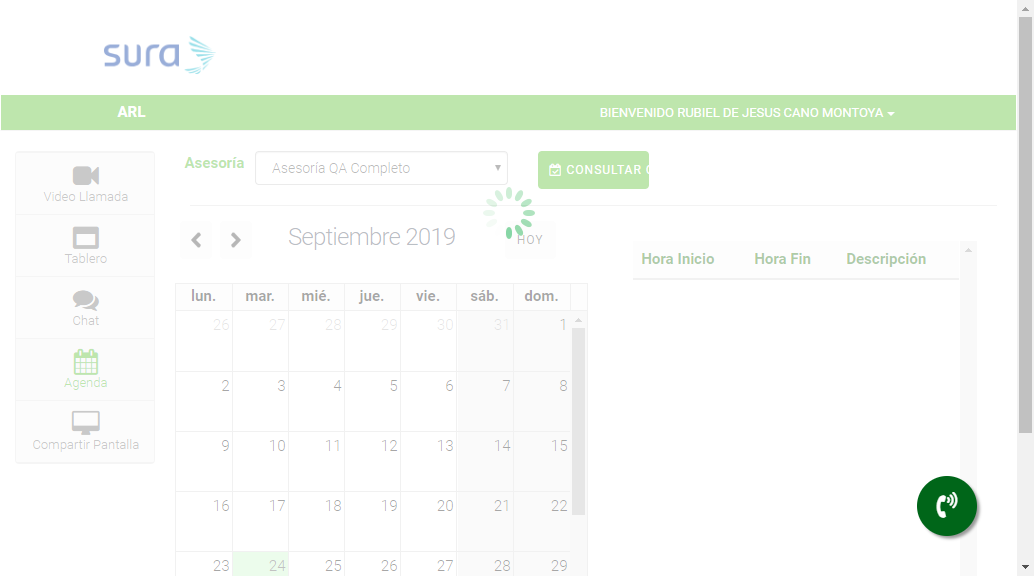 sura
ARL
BIENVENIDO RUBIEL DE JESUS CANO MONTOYA
Asesoría
Asesoría QA Completo
CONSULTAR
Video Llamada
Tablero
Chat
Agenda
Compartir Pantalla
Septiembre 2019
HOY
lun. mar. mié. jue. vie. sáb. dom.
26 27 28 29 30 31 1
2 3 4 5 6 7 8
9 10 11 12 13 14 15
16 17 18 19 20 21 22
23 24 25 26 27 28 29
Hora Inicio Hora Fin Descripción